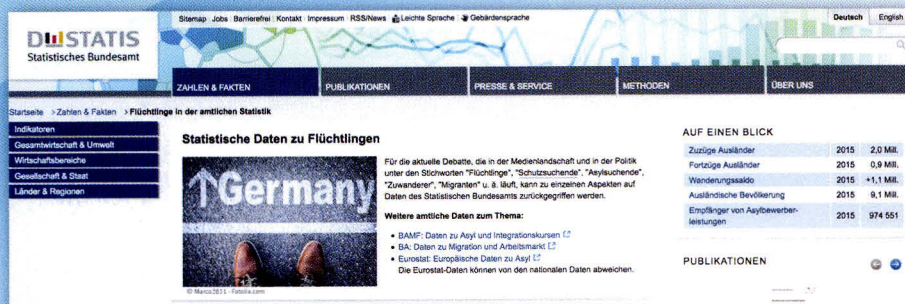 Sitemap Jobs Barrierefrei Kontakt Impressum RSS/News Leichte Sprache Gebärdensprache
Deutsch English
DESTATIS
Statistisches Bundesamt
ZAHLEN & FAKTEN PUBLIKATIONEN PRESSE & SERVICE METHODEN ÜBER UNS
Startseite > Zahlen & Fakten > Flüchtlinge in der amtlichen Statistik
Indikatoren
Gesamtwirtschaft & Umwelt
Wirtschaftsbereiche
Gesellschaft & Staat
Länder & Regionen
Statistische Daten zu Flüchtlingen
Germany
© Marco2811 - Fotolia.com
Für die aktuelle Debatte, die in der Medienlandschaft und in der Politik
unter den Stichworten "Flüchtlinge", "Schutzsuchende", "Asylsuchende",
"Zuwanderer", "Migranten" u. ä. läuft, kann zu einzelnen Aspekten auf
Daten des Statistischen Bundesamts zurückgegriffen werden.
Weitere amtliche Daten zum Thema:
• BAMF: Daten zu Asyl und Integrationskursen
• BA: Daten zu Migration und Arbeitsmarkt
• Eurostat: Europäische Daten zu Asyl
Die Eurostat-Daten können von den nationalen Daten abweichen.
AUF EINEN BLICK
Zuzüge Ausländer 2015 2,0 Mill.
Fortzüge Ausländer 2015 0,9 Mill.
Wanderungssaldo 2015 +1,1 Mill.
Ausländische Bevölkerung 2015 9,1 Mill.
Empfänger von Asylbewerber-
leistungen 2015 974 551
PUBLIKATIONEN